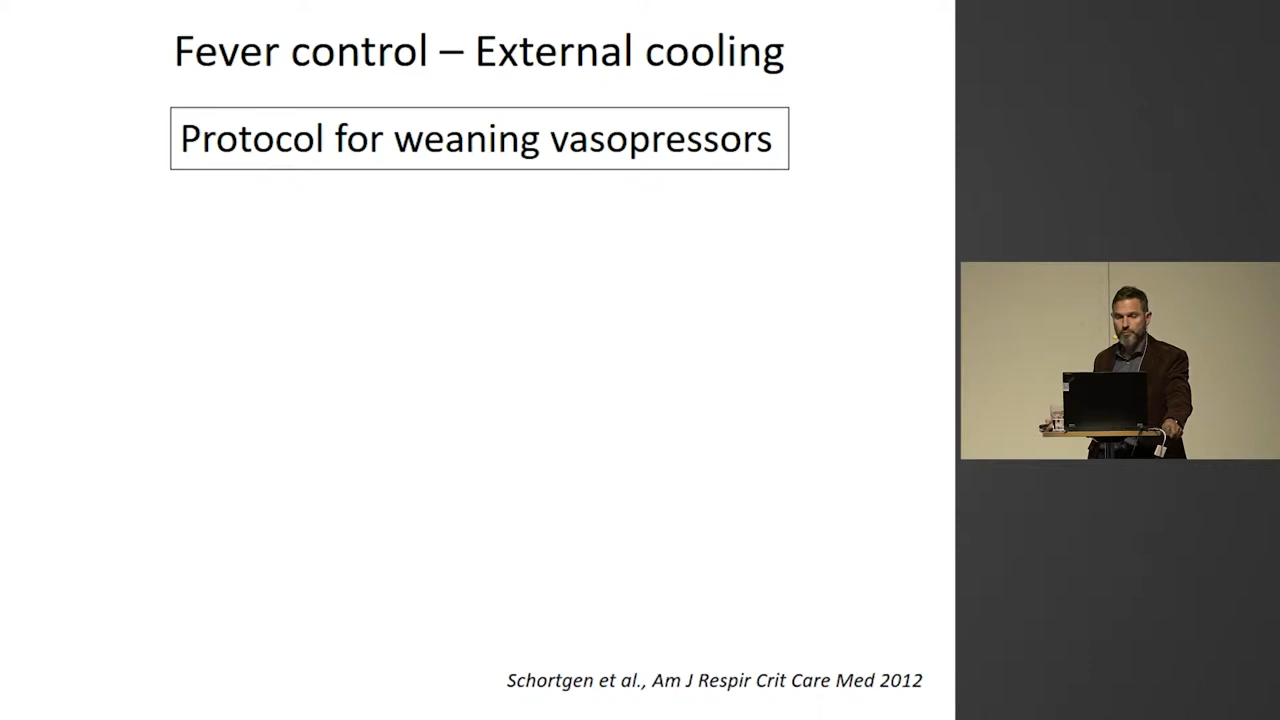 Fever control – External cooling
Protocol for weaning vasopressors
Schortgen et al., Am J Respir Crit Care Med 2012